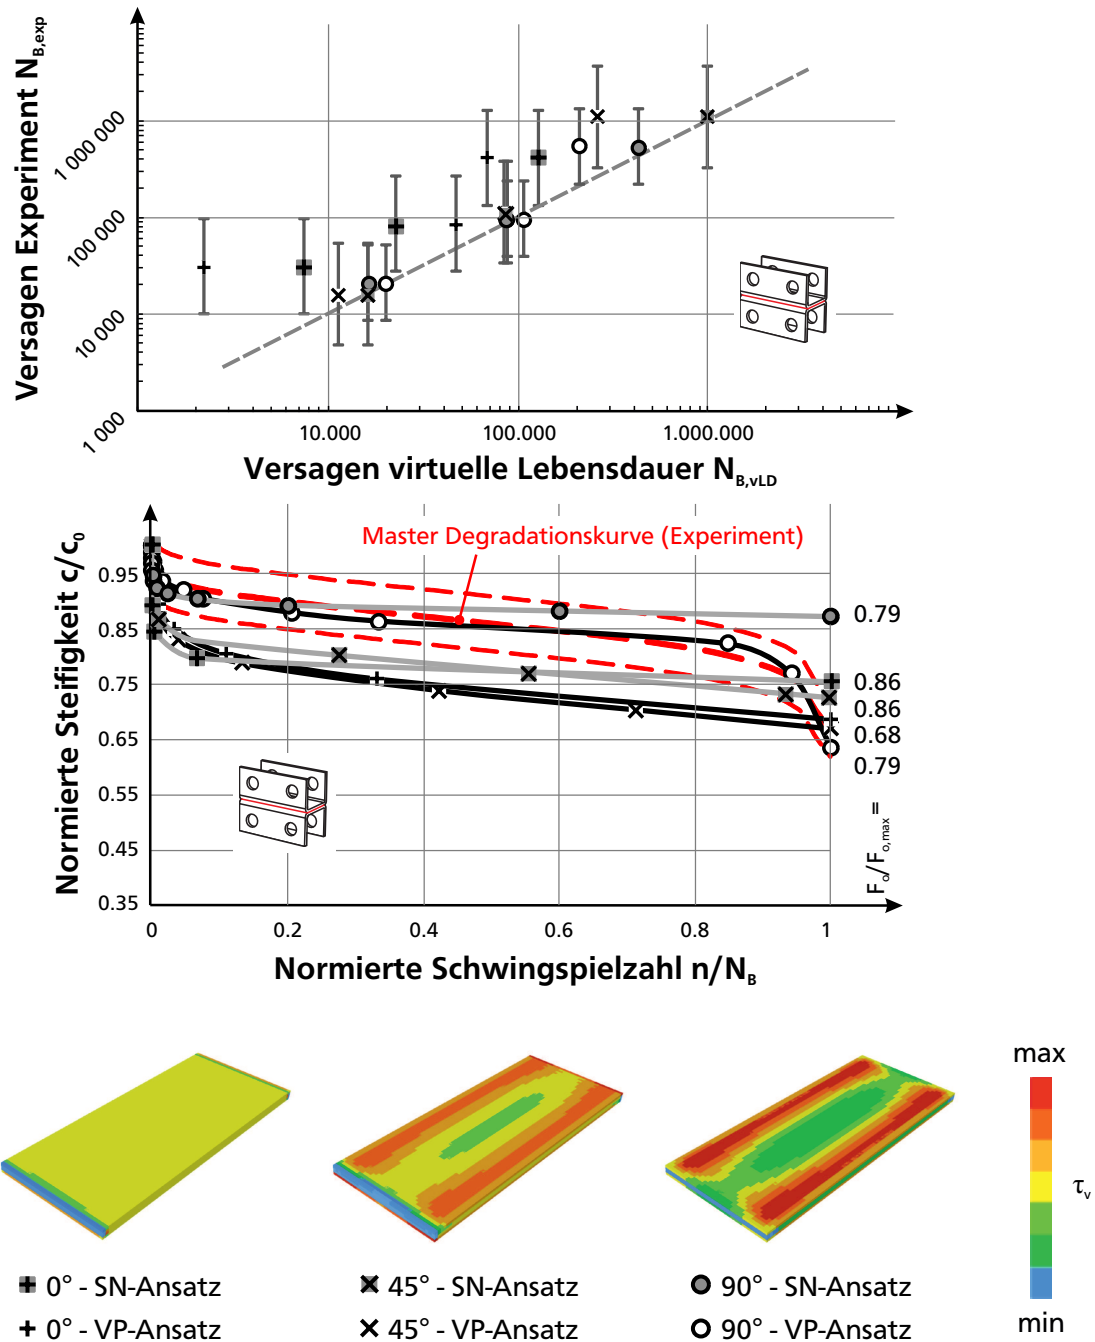 Versagen Experiment N_B,exp
1 000 000
100 000
10 000
1 000
10.000
100.000
1.000.000
Versagen virtuelle Lebensdauer N_B,vLD
Normierte Steifigkeit c/c_0
Master Degradationskurve (Experiment)
0.95
0.85
0.75
0.65
0.55
0.45
0.35
0.79
0.86
0.86
0.68
0.79
F_o/F_o,max =
0
0.2
0.4
0.6
0.8
1
Normierte Schwingspielzahl n/N_B
max
τ_v
min
0° - SN-Ansatz
45° - SN-Ansatz
90° - SN-Ansatz
0° - VP-Ansatz
45° - VP-Ansatz
90° - VP-Ansatz